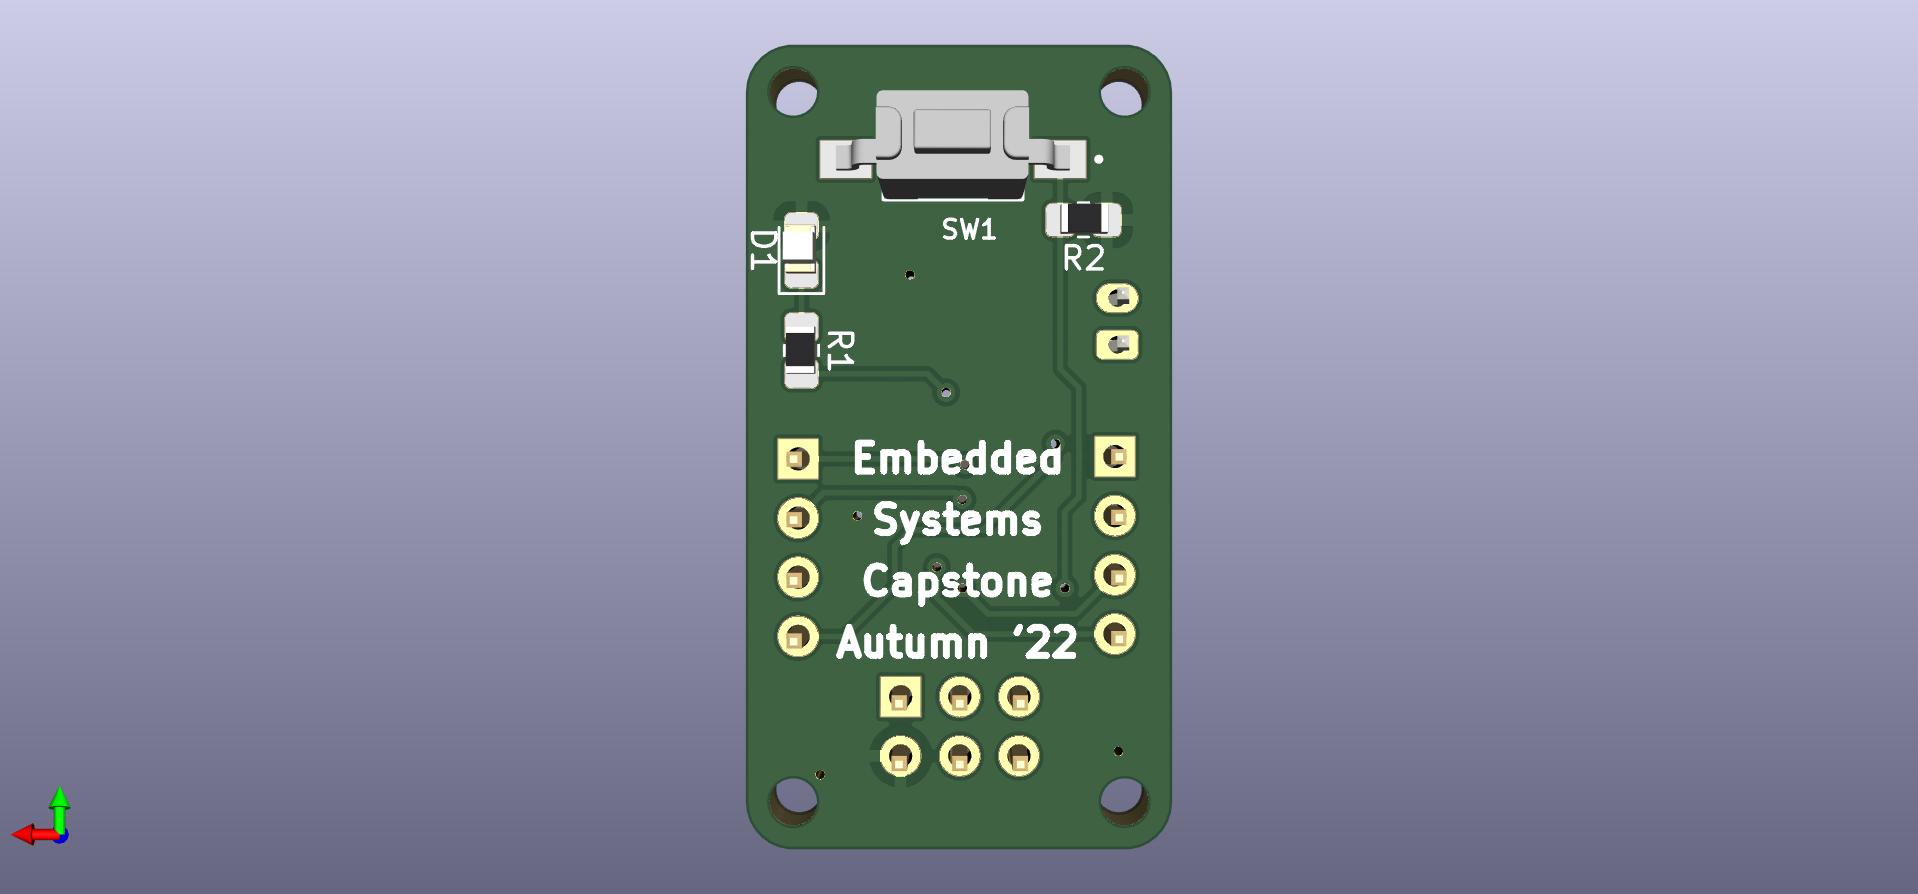 SW1
R2
D1
R1
Embedded
Systems
Capstone
Autumn '22